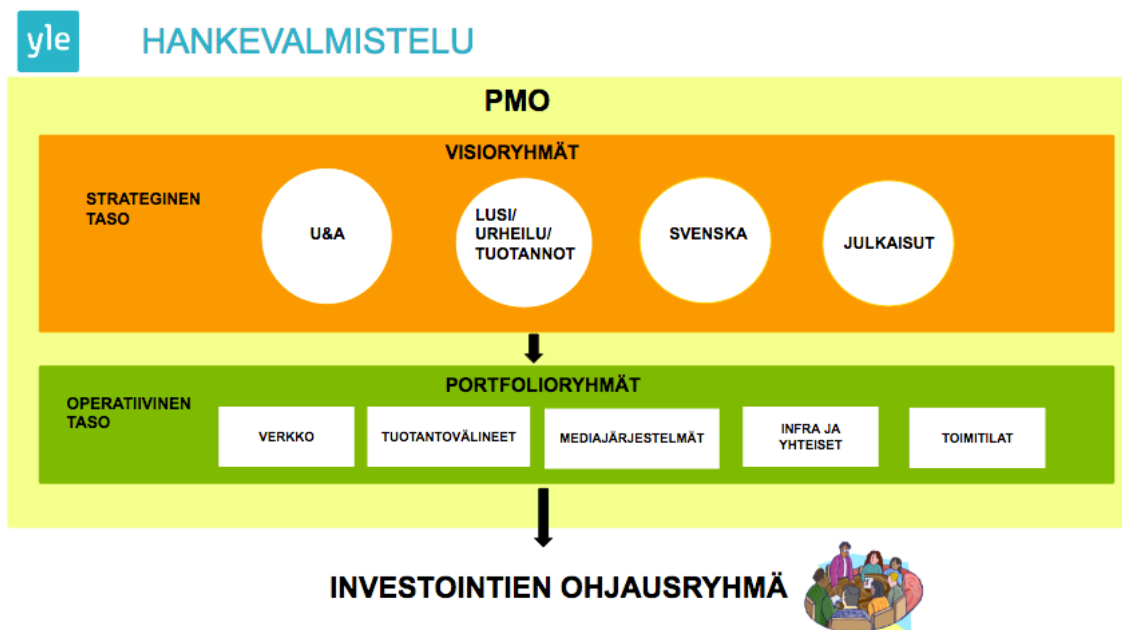 yle
HANKEVALMISTELU
PMO
VISIORYHMÄT
STRATEGINEN
TASO
U&A
LUSI/
URHEILU/
TUOTANNOT
SVENSKA
JULKAISUT
PORTFOLIORYHMÄT
OPERATIIVINEN
TASO
VERKKO
TUOTANTOVÄLINEET
MEDIAJÄRJESTELMÄT
INFRA JA
YHTEISET
TOIMITILAT
INVESTOINTIEN OHJAUSRYHMÄ